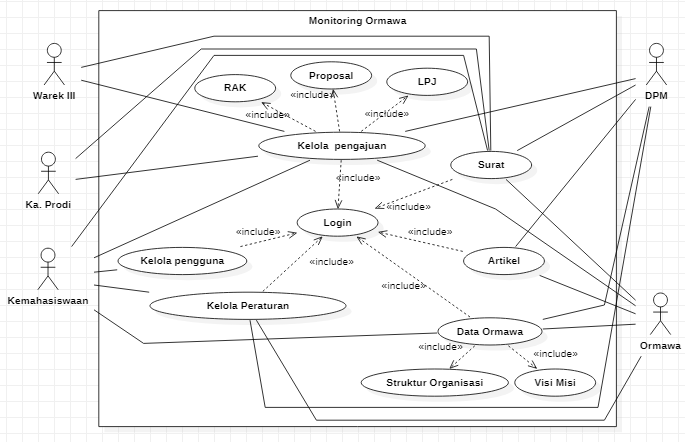 Monitoring Ormawa
Warek III
DPM
RAK
Proposal
LPJ
«include»
«include»
«include»
Kelola pengajuan
Surat
Ka. Prodi
«include»
«include»
Login
«include»
«include»
Kelola pengguna
Artikel
«include»
Kemahasiswaan
«include»
Kelola Peraturan
Data Ormawa
Ormawa
«include»
«include»
Struktur Organisasi
Visi Misi